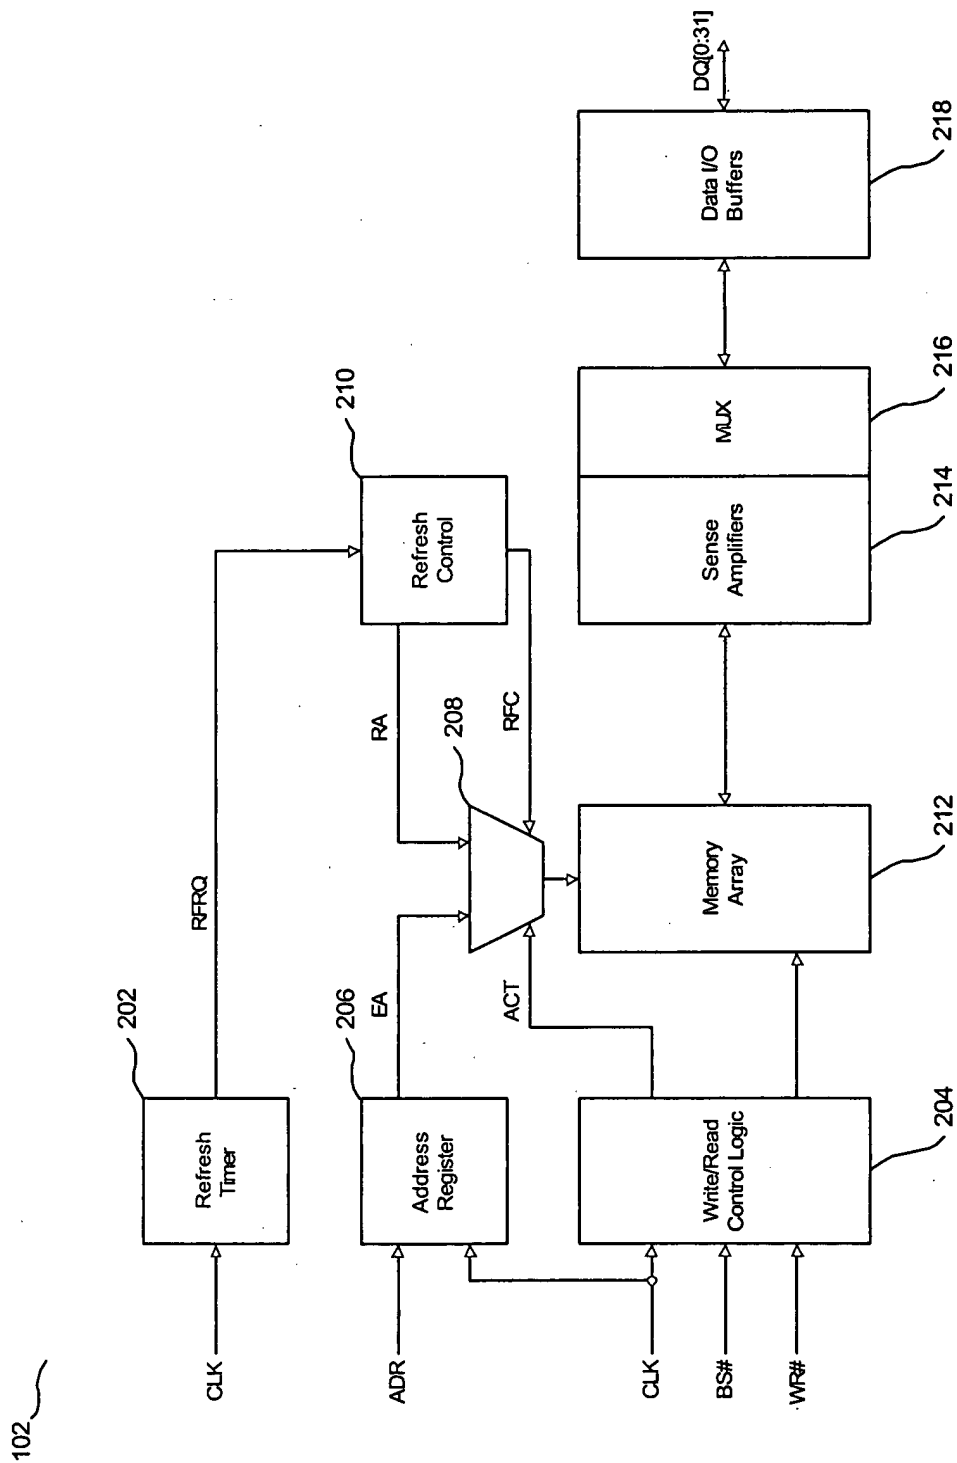 102
CLK
Refresh
Timer
202
RFRQ
ADR
Address
Register
206
EA
RA
Refresh
Control
210
208
RFC
ACT
CLK
BS#
WR#
Write/Read
Control Logic
204
Memory
Array
212
Sense
Amplifiers
214
MUX
216
Data I/O
Buffers
218
DQ[0:31]